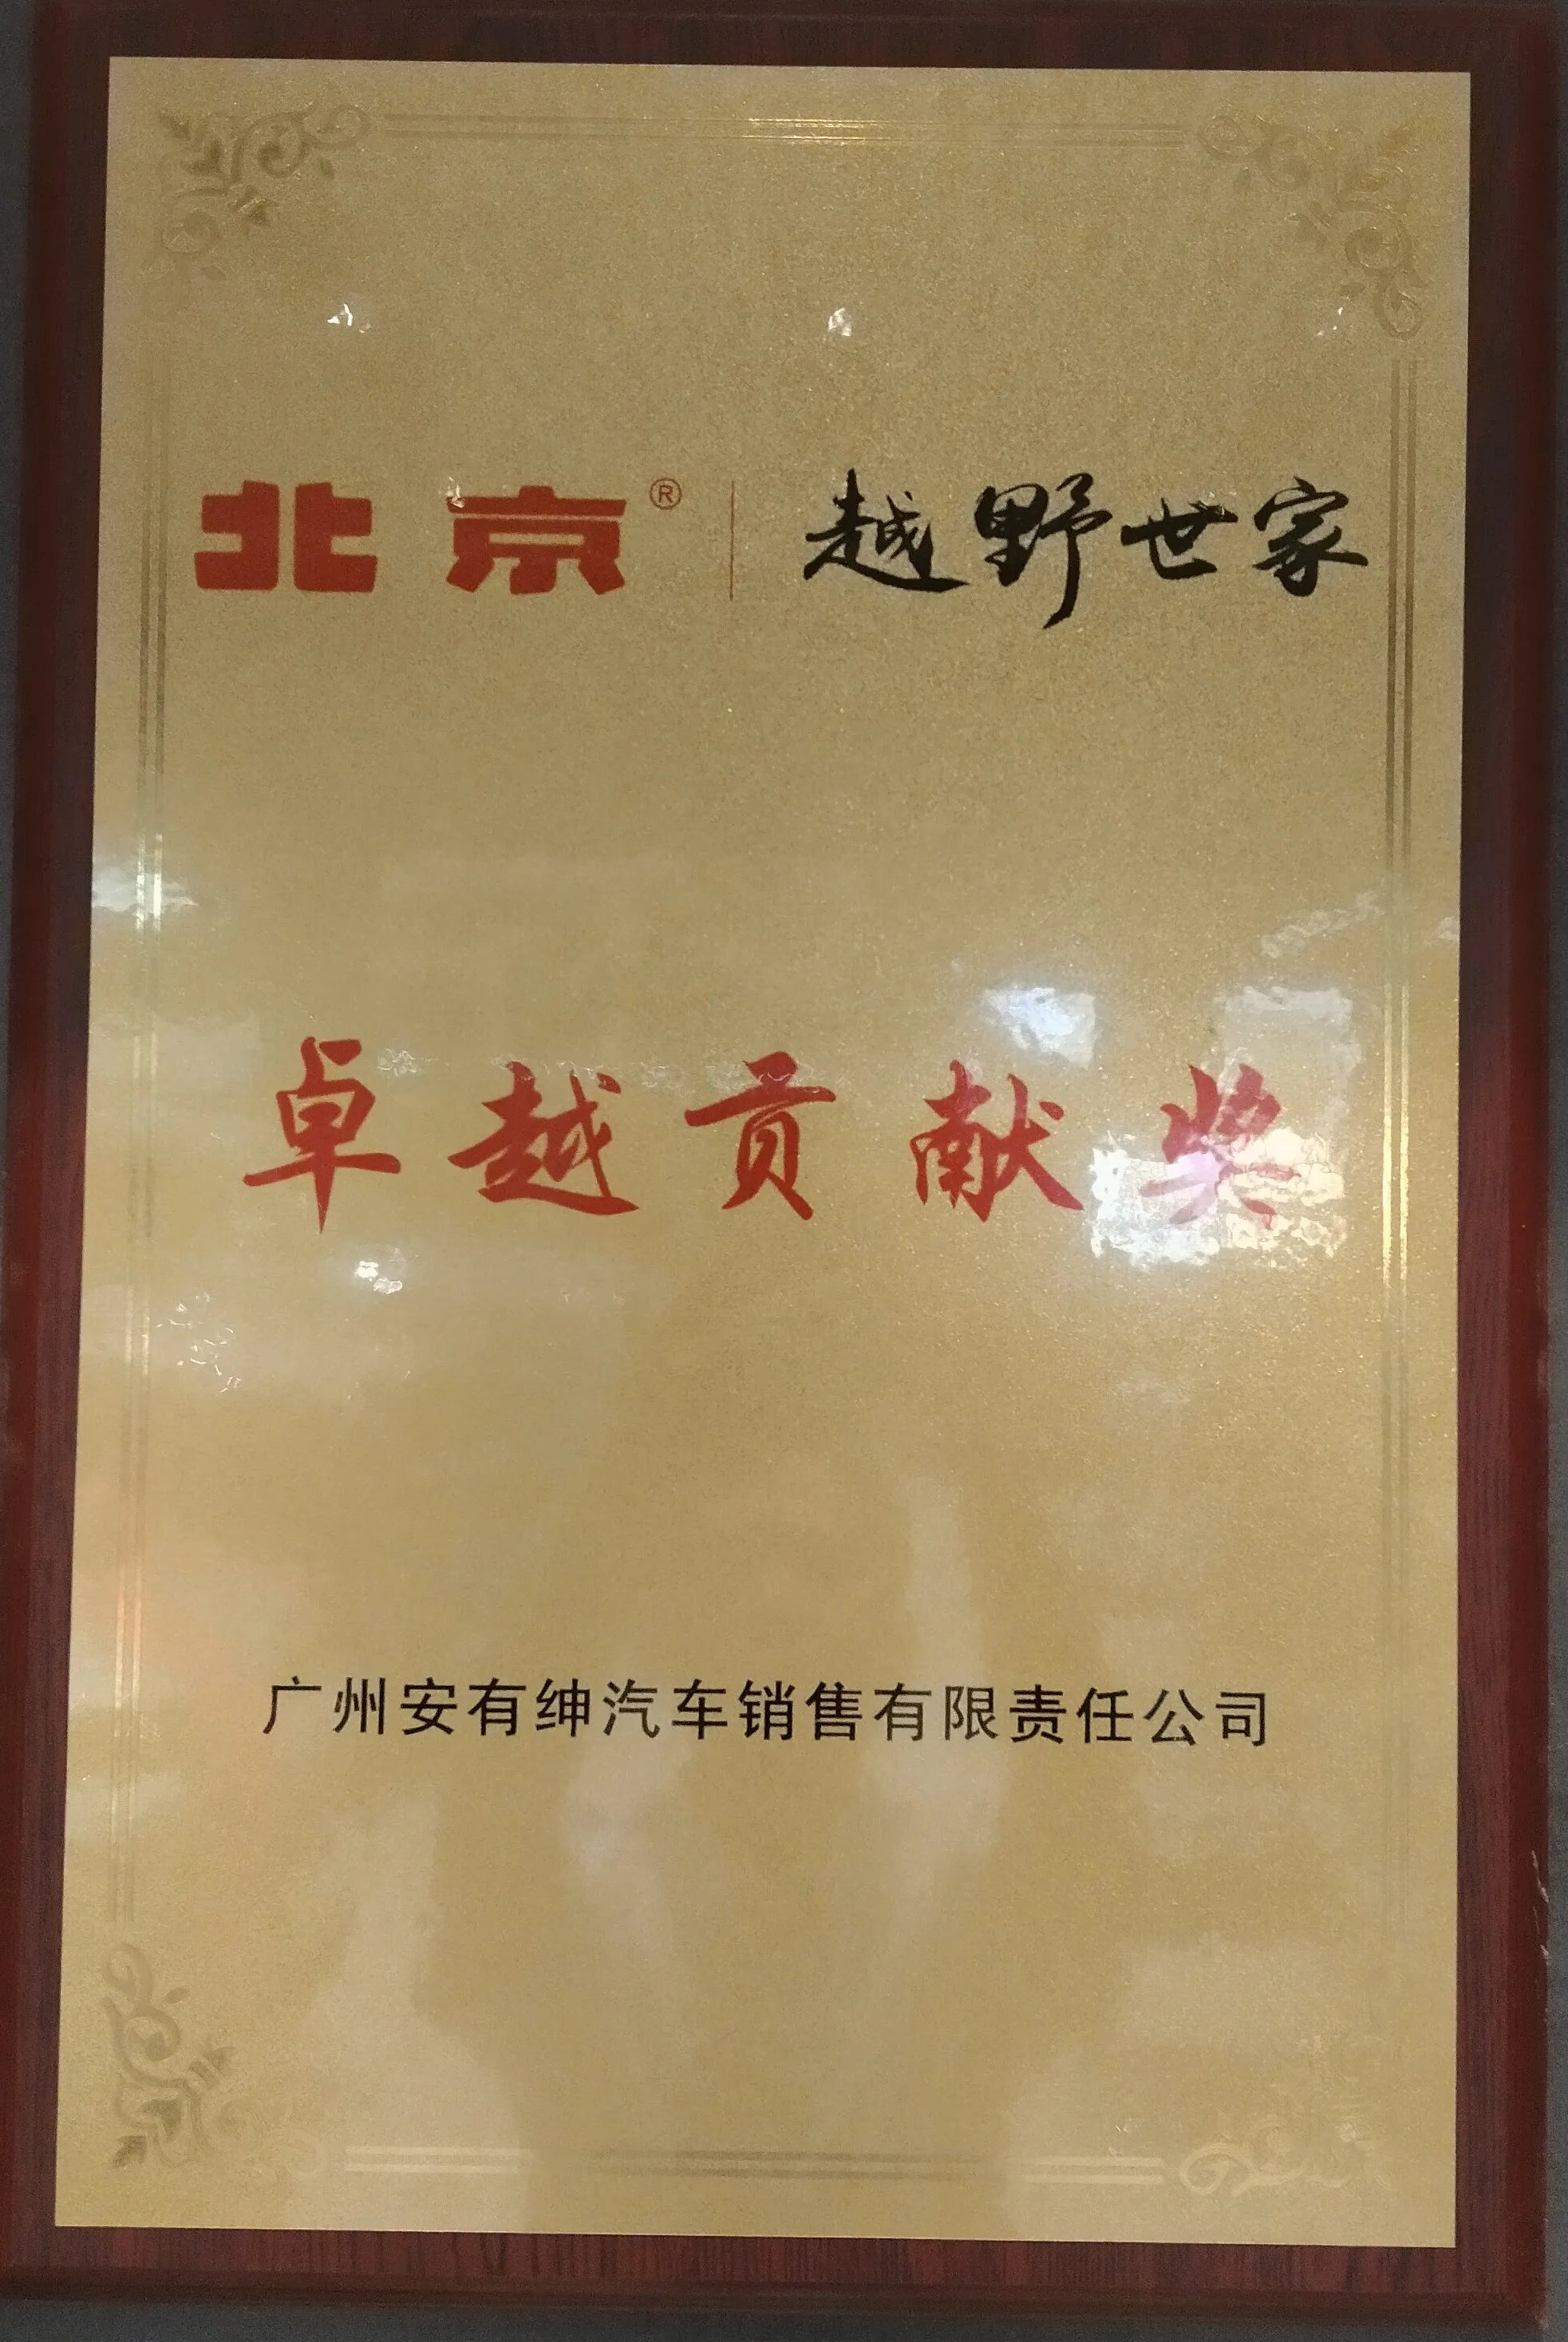 北京® | 越野世家
卓越贡献奖
广州安有绅汽车销售有限责任公司